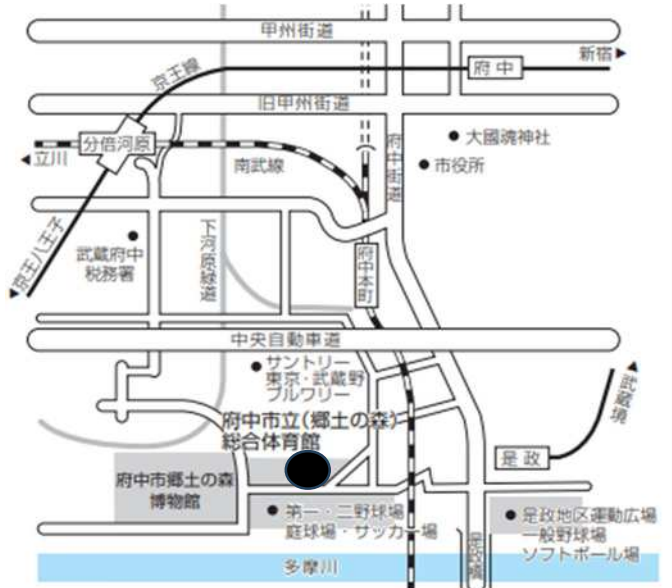 甲州街道
新宿▶
京王線
府中
旧甲州街道
分倍河原
◀立川
南武線
府中街道
大國魂神社
市役所
下河原緑道
武蔵府中
税務署
◀京王八王子
府中本町
中央自動車道
サントリー
東京・武蔵野
ブルワリー
武蔵境▶
府中市立(郷土の森)
総合体育館
是政
府中市郷土の森
博物館
第一・二野球場
庭球場・サッカー場
是政地区運動広場
一般野球場
ソフトボール場
多摩川